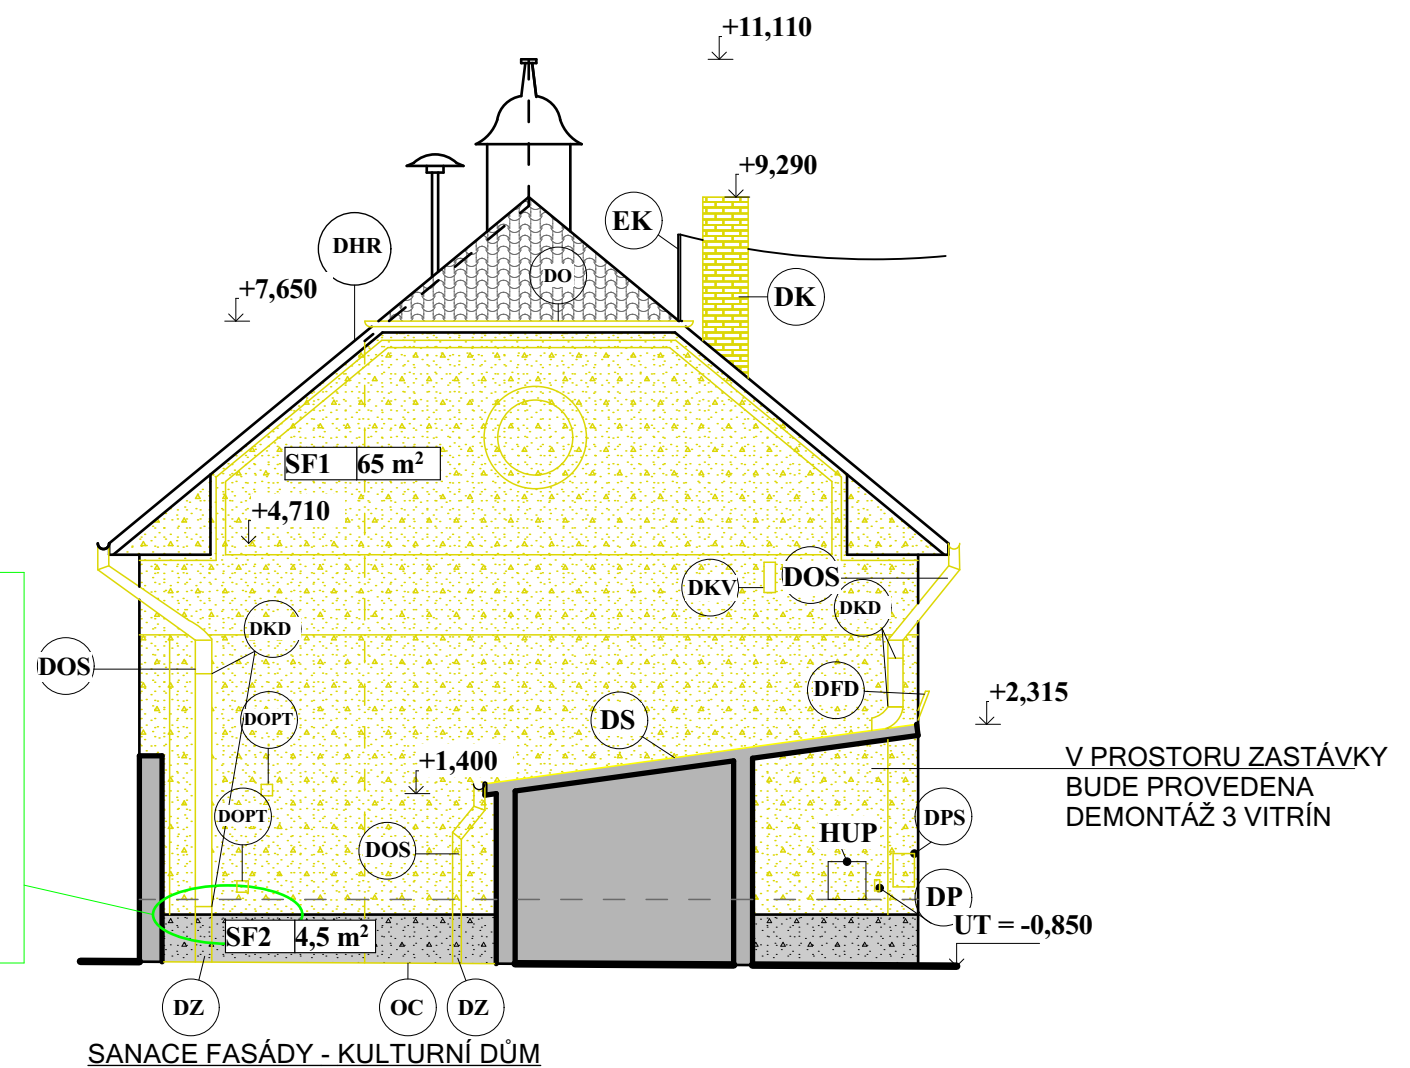 +11,110
+9,290
EK
DHR
DO
+7,650
DK
SF1 65 m²
+4,710
DKV
DOS
DKD
DKD
DOS
DFD
+2,315
DOPT
DS
V PROSTORU ZASTÁVKY
BUDE PROVEDENA
DEMONTÁŽ 3 VITRÍN
+1,400
DOPT
DPS
HUP
DOS
DP
UT = -0,850
SF2 4,5 m²
DZ
OC
DZ
SANACE FASÁDY - KULTURNÍ DŮM